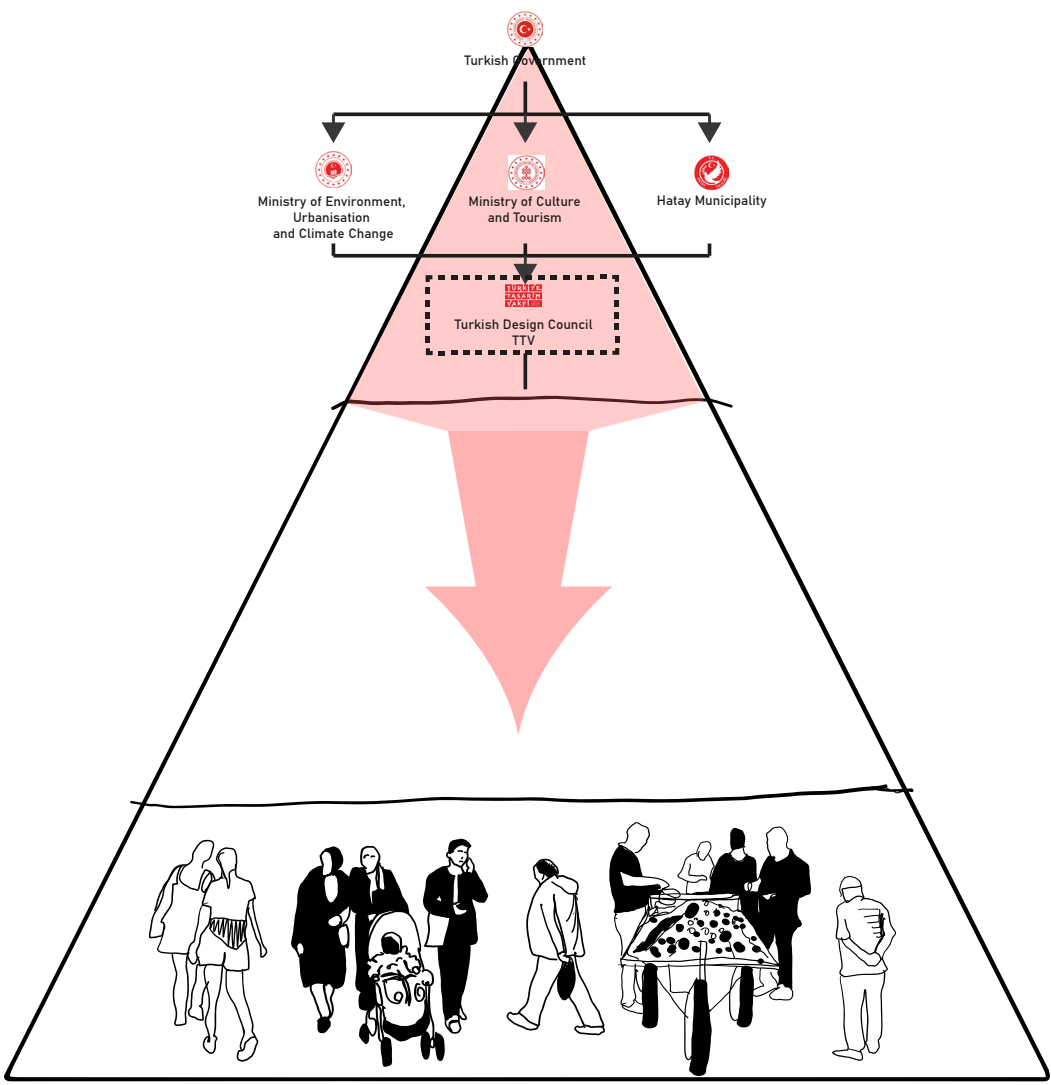 Turkish Government
Ministry of Environment,
Urbanisation
and Climate Change
Ministry of Culture
and Tourism
Hatay Municipality
TÜRKİYE
TASARIM
VAKFI
Turkish Design Council
TTV